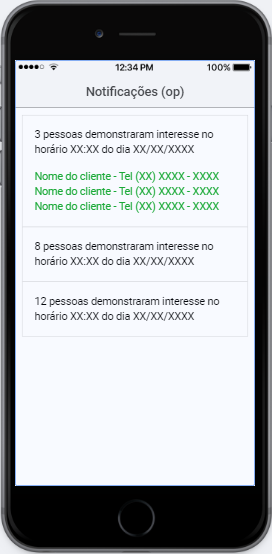 12:34 PM
100%
Notificações (op)
3 pessoas demonstraram interesse no
horário XX:XX do dia XX/XX/XXXX
Nome do cliente - Tel (XX) XXXX - XXXX
Nome do cliente - Tel (XX) XXXX - XXXX
Nome do cliente - Tel (XX) XXXX - XXXX
8 pessoas demonstraram interesse no
horário XX:XX do dia XX/XX/XXXX
12 pessoas demonstraram interesse no
horário XX:XX do dia XX/XX/XXXX